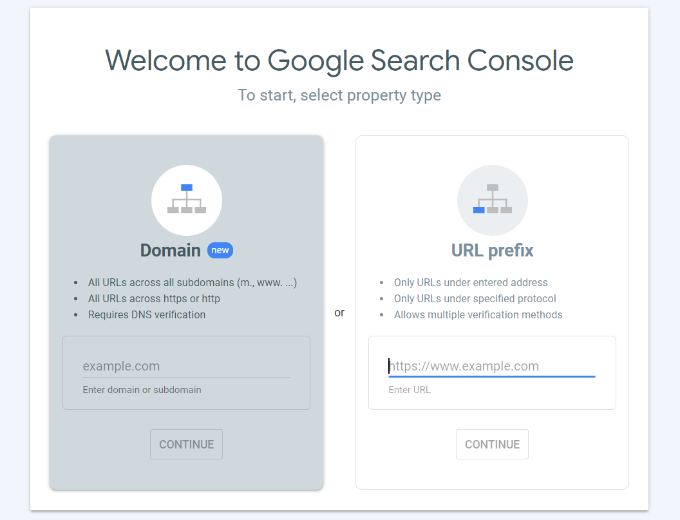 Welcome to Google Search Console
To start, select property type
Domain new
All URLs across all subdomains (m., www. ...)
All URLs across https or http
Requires DNS verification
example.com
Enter domain or subdomain
CONTINUE
or
URL prefix
Only URLs under entered address
Only URLs under specified protocol
Allows multiple verification methods
https://www.example.com
Enter URL
CONTINUE